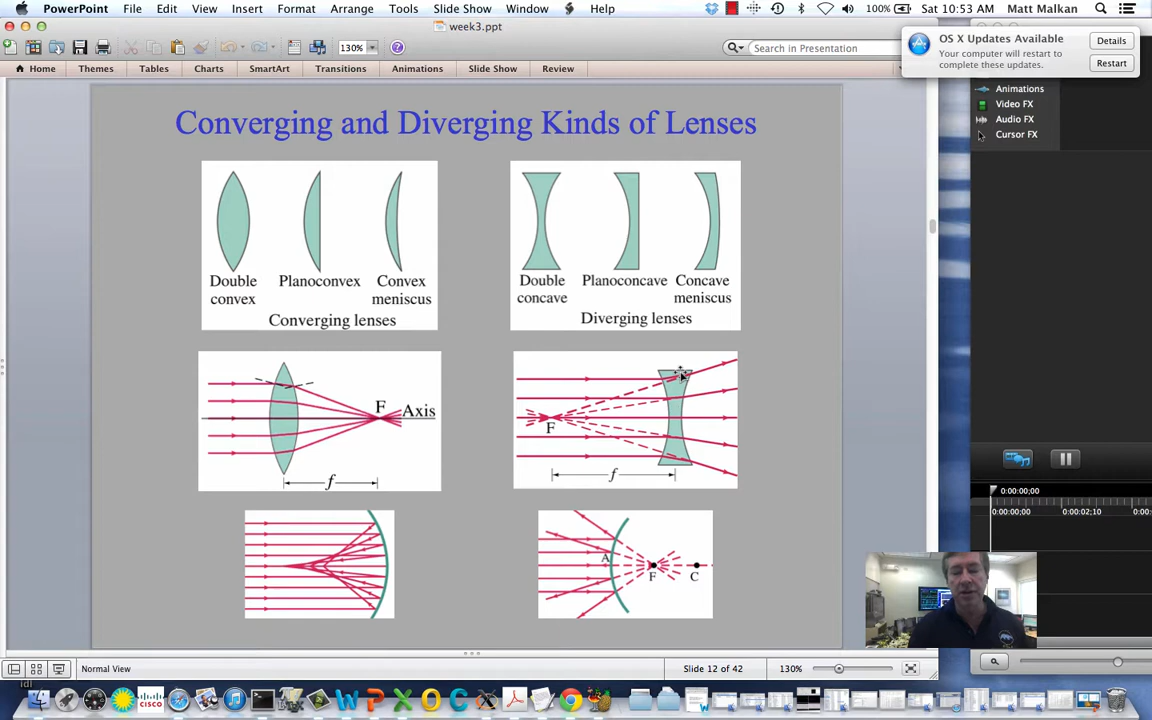 PowerPoint File Edit View Insert Format Arrange Tools Slide Show Window Help 100% Sat 10:53 AM Matt Malkan
week3.ppt
130% Search in Presentation
Home Themes Tables Charts SmartArt Transitions Animations Slide Show Review
OS X Updates Available
Your computer will restart to complete these updates.
Details
Restart
Animations
Video FX
Audio FX
Cursor FX
Converging and Diverging Kinds of Lenses
Double convex
Planoconvex
Convex meniscus
Converging lenses
Double concave
Planoconcave
Concave meniscus
Diverging lenses
F
Axis
f
F
f
A
F
C
0:00:00;00
0:00:00;00 0:00:02;10 0:00
Normal View Slide 12 of 42 130%
idl
CISCO